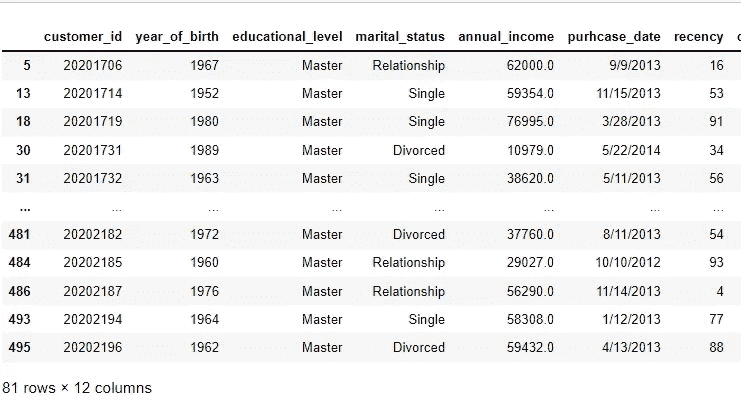 customer_id year_of_birth educational_level marital_status annual_income purhcase_date recency
5 20201706 1967 Master Relationship 62000.0 9/9/2013 16
13 20201714 1952 Master Single 59354.0 11/15/2013 53
18 20201719 1980 Master Single 76995.0 3/28/2013 91
30 20201731 1989 Master Divorced 10979.0 5/22/2014 34
31 20201732 1963 Master Single 38620.0 5/11/2013 56
... ... ... ... ... ... ... ...
481 20202182 1972 Master Divorced 37760.0 8/11/2013 54
484 20202185 1960 Master Relationship 29027.0 10/10/2012 93
486 20202187 1976 Master Relationship 56290.0 11/14/2013 4
493 20202194 1964 Master Single 58308.0 1/12/2013 77
495 20202196 1962 Master Divorced 59432.0 4/13/2013 88
81 rows × 12 columns